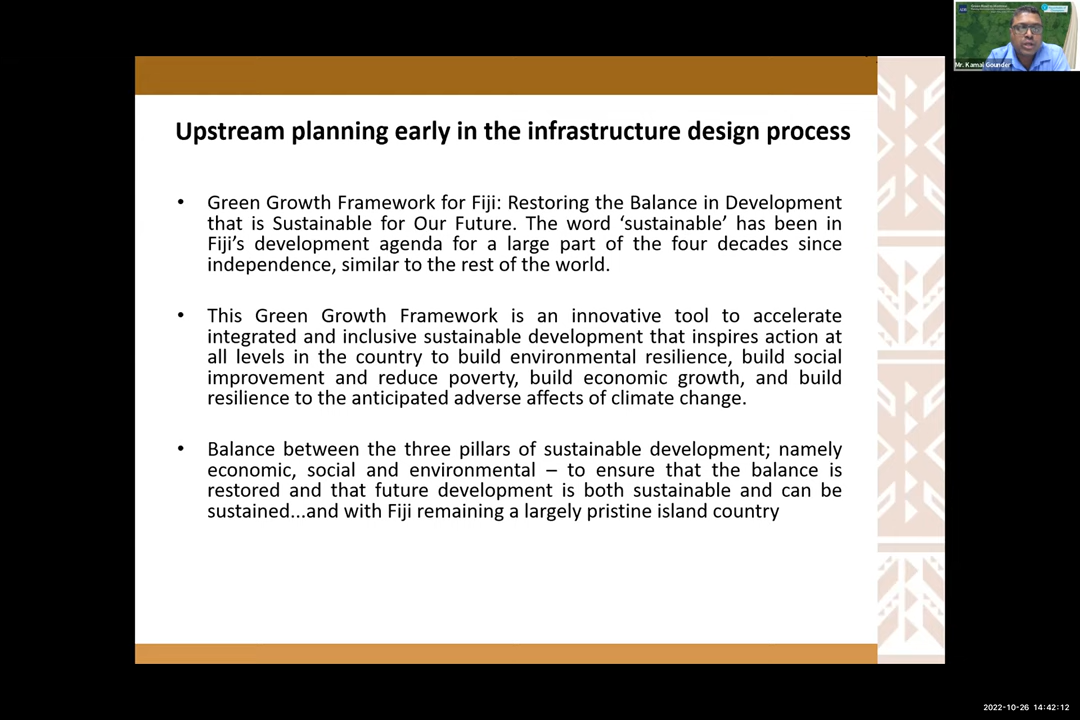 Mr. Kamal Gounder
Upstream planning early in the infrastructure design process
• Green Growth Framework for Fiji: Restoring the Balance in Development
that is Sustainable for Our Future. The word ‘sustainable’ has been in
Fiji’s development agenda for a large part of the four decades since
independence, similar to the rest of the world.
• This Green Growth Framework is an innovative tool to accelerate
integrated and inclusive sustainable development that inspires action at
all levels in the country to build environmental resilience, build social
improvement and reduce poverty, build economic growth, and build
resilience to the anticipated adverse affects of climate change.
• Balance between the three pillars of sustainable development; namely
economic, social and environmental – to ensure that the balance is
restored and that future development is both sustainable and can be
sustained...and with Fiji remaining a largely pristine island country
2022-10-26 14:42:12